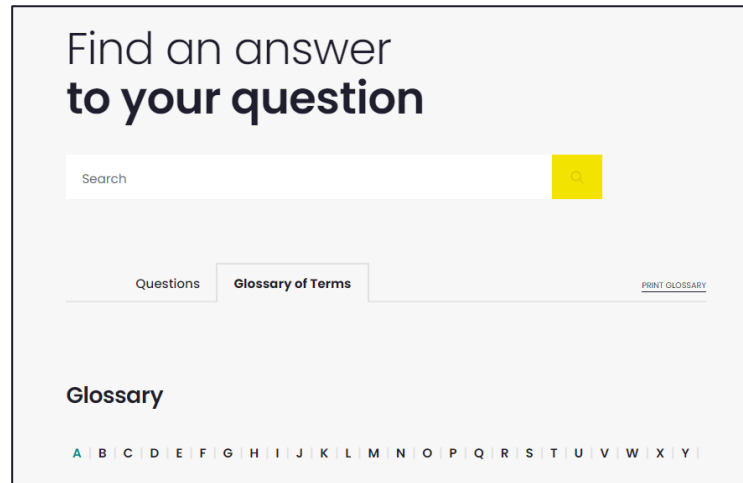 Find an answer
to your question
Search
Questions Glossary of Terms PRINT GLOSSARY
Glossary
A | B | C | D | E | F | G | H | I | J | K | L | M | N | O | P | Q | R | S | T | U | V | W | X | Y |